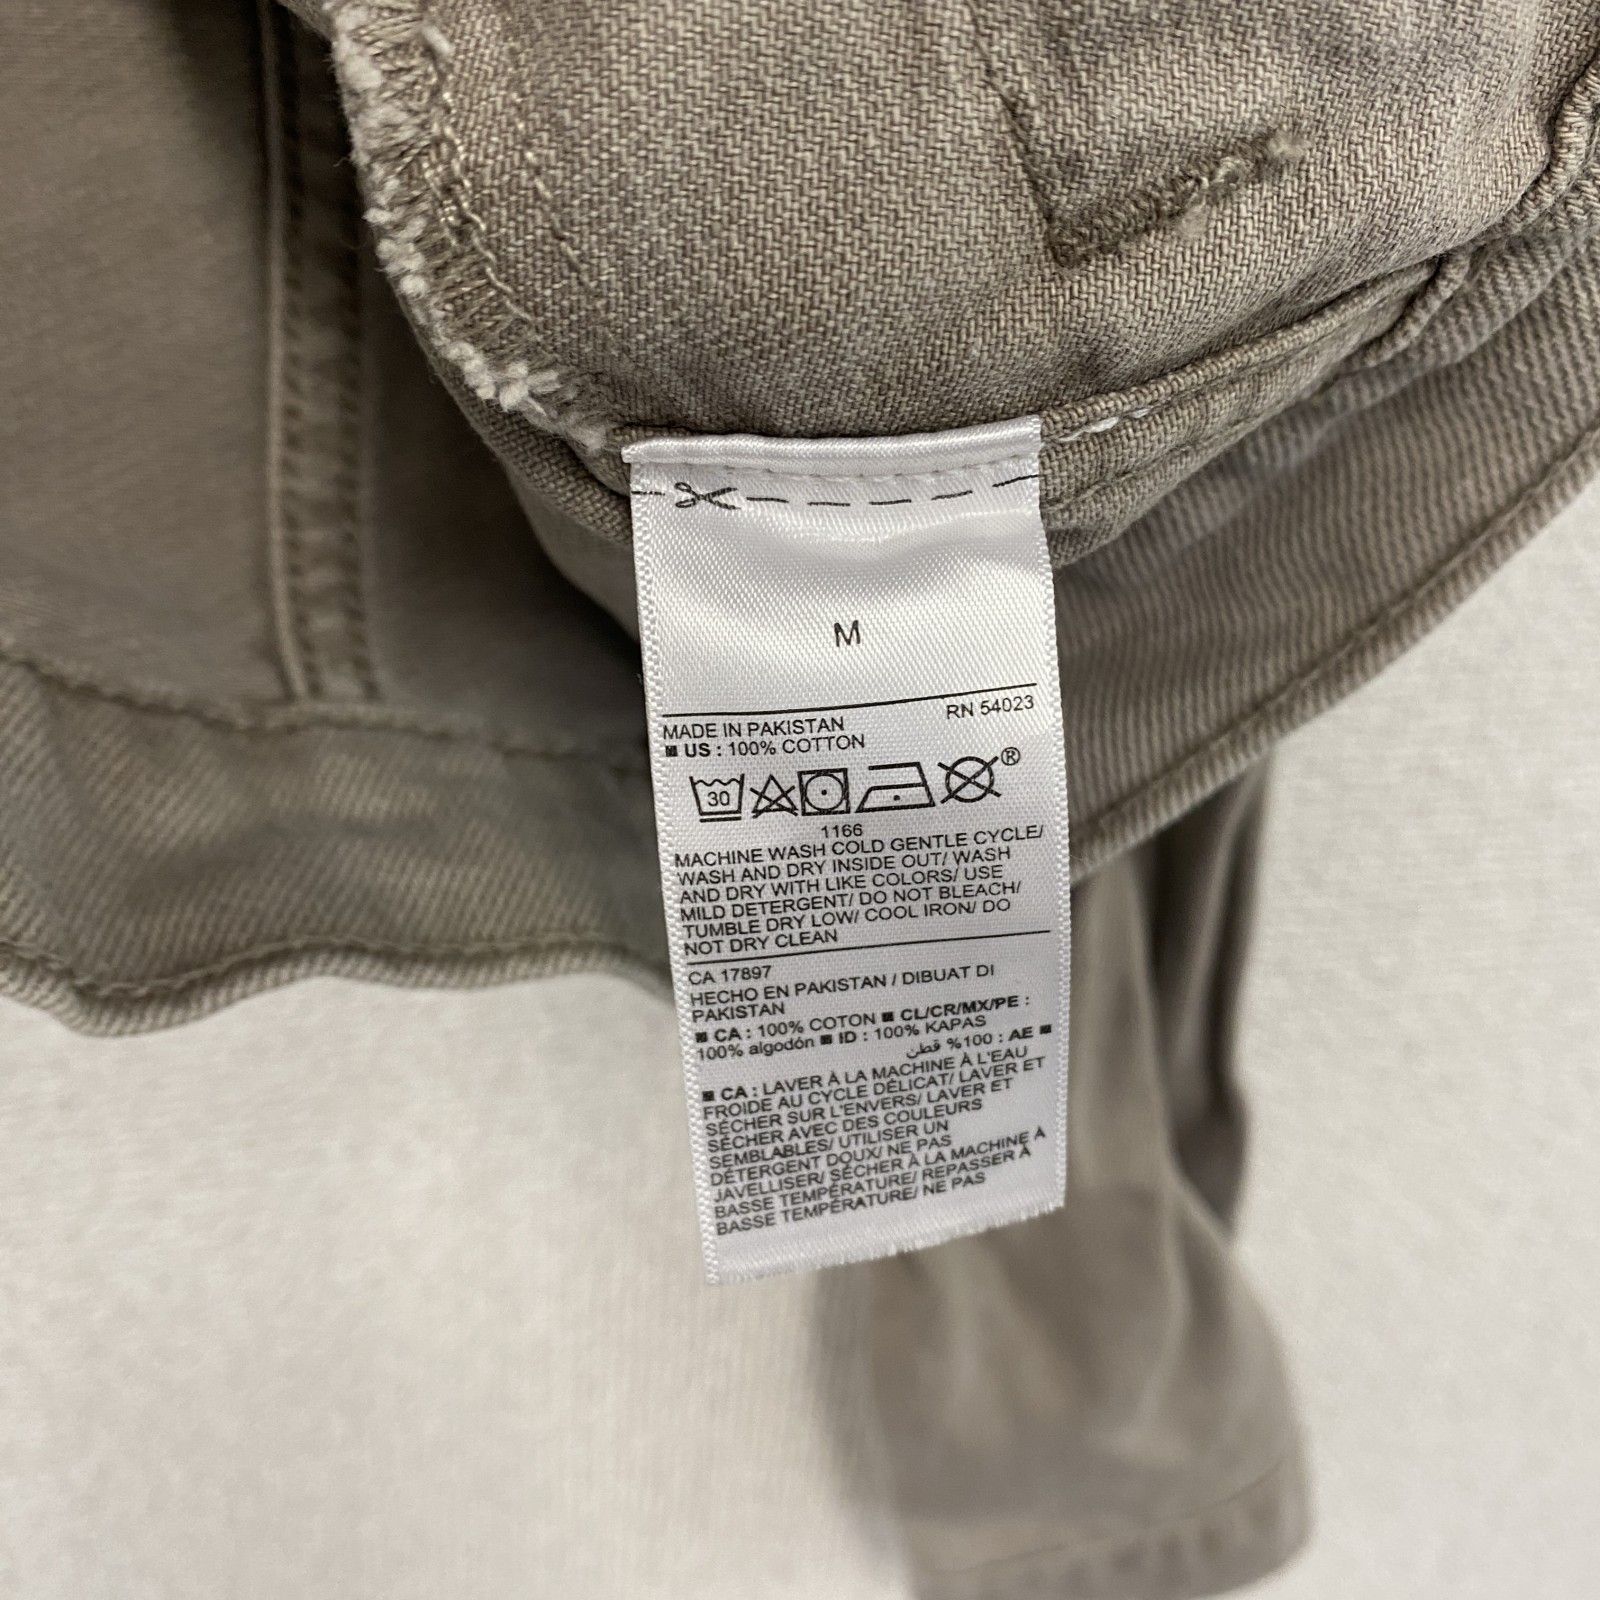 M
RN 54023
MADE IN PAKISTAN
■ US : 100% COTTON
30
®
1166
MACHINE WASH COLD GENTLE CYCLE/
WASH AND DRY INSIDE OUT/ WASH
AND DRY WITH LIKE COLORS/ USE
MILD DETERGENT/ DO NOT BLEACH/
TUMBLE DRY LOW/ COOL IRON/ DO
NOT DRY CLEAN
CA 17897
HECHO EN PAKISTAN / DIBUAT DI
PAKISTAN
■ CA : 100% COTON ■ CL/CR/MX/PE :
100% algodón ■ ID : 100% KAPAS
■ AE : 100% قطن
■ CA : LAVER À LA MACHINE À L'EAU
FROIDE AU CYCLE DÉLICAT/ LAVER ET
SÉCHER SUR L'ENVERS/ LAVER ET
SÉCHER AVEC DES COULEURS
SEMBLABLES/ UTILISER UN
DÉTERGENT DOUX/ NE PAS
JAVELLISER/ SÉCHER À LA MACHINE À
BASSE TEMPÉRATURE/ REPASSER À
BASSE TEMPÉRATURE/ NE PAS